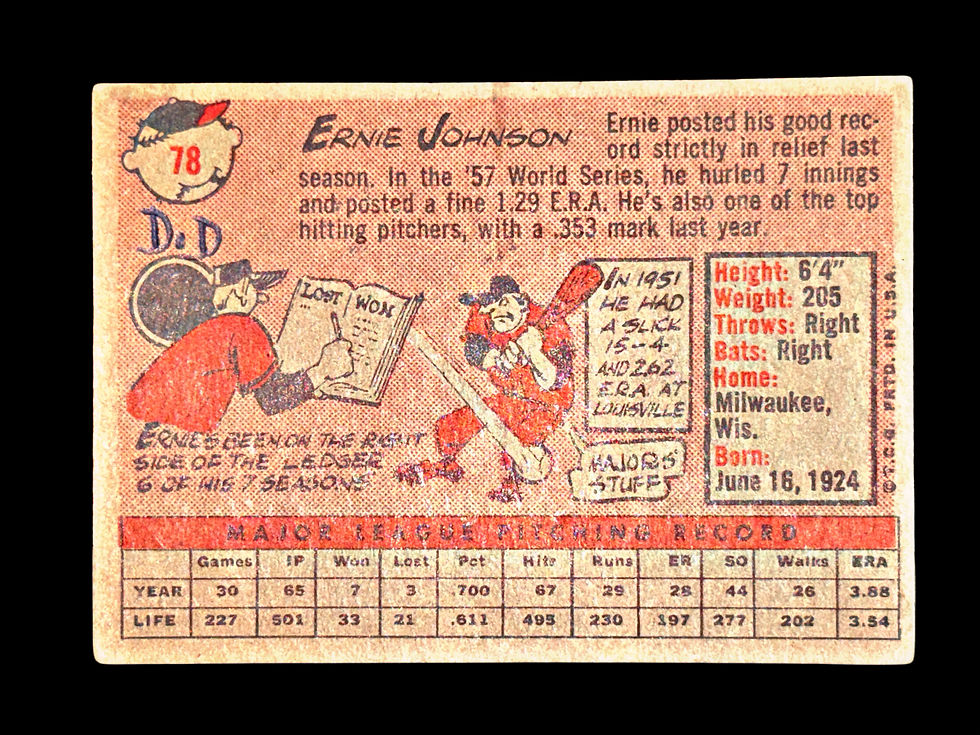 78
D.D
ERNIE JOHNSON
Ernie posted his good rec-
ord strictly in relief last
season. In the '57 World Series, he hurled 7 innings
and posted a fine 1.29 E.R.A. He's also one of the top
hitting pitchers, with a .353 mark last year.
LOST WON
ERNIE'S BEEN ON THE RIGHT
SIDE OF THE LEDGER
6 OF HIS 7 SEASONS
IN 1951
HE HAD
A SLICK
15-4
AND 2.62
E.R.A. AT
LOUISVILLE
MAJORS
STUFF
Height: 6'4"
Weight: 205
Throws: Right
Bats: Right
Home:
Milwaukee,
Wis.
Born:
June 16, 1924
© T.C.G. PRTD. IN U.S.A.
MAJOR LEAGUE PITCHING RECORD
Games IP Won Lost Pct Hits Runs ER SO Walks ERA
YEAR 30 65 7 3 .700 67 29 28 44 26 3.88
LIFE 227 501 33 21 .611 495 230 197 277 202 3.54